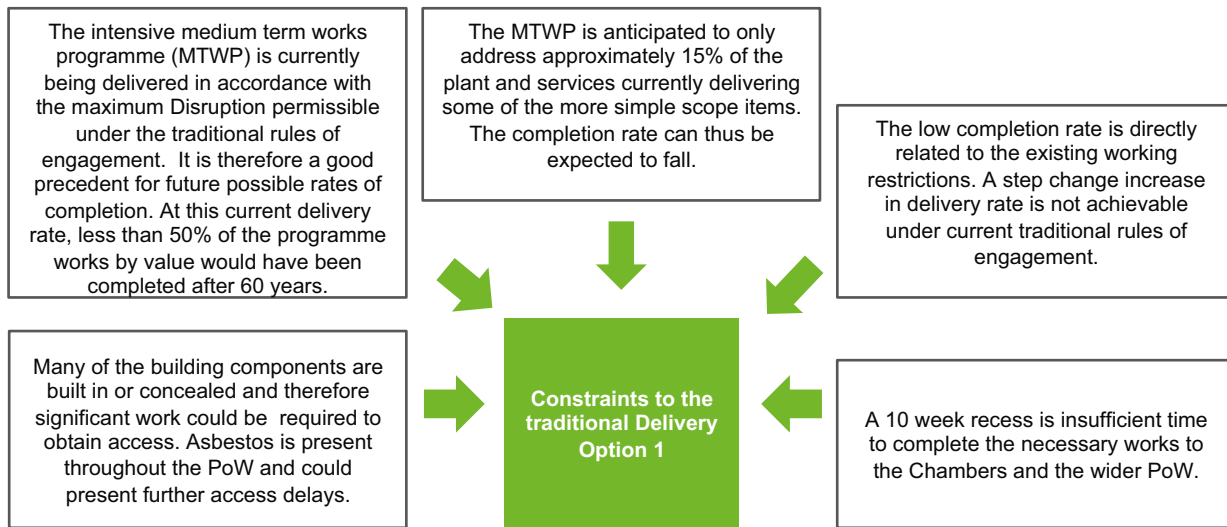 The intensive medium term works
programme (MTWP) is currently
being delivered in accordance with
the maximum Disruption permissible
under the traditional rules of
engagement.  It is therefore a good
precedent for future possible rates of
completion. At this current delivery
rate, less than 50% of the programme
works by value would have been
completed after 60 years.
The MTWP is anticipated to only
address approximately 15% of the
plant and services currently delivering
some of the more simple scope items.
The completion rate can thus be
expected to fall.
The low completion rate is directly
related to the existing working
restrictions. A step change increase
in delivery rate is not achievable
under current traditional rules of
engagement.
Many of the building components are
built in or concealed and therefore
significant work could be  required to
obtain access. Asbestos is present
throughout the PoW and could
present further access delays.
Constraints to the
traditional Delivery
Option 1
A 10 week recess is insufficient time
to complete the necessary works to
the Chambers and the wider PoW.